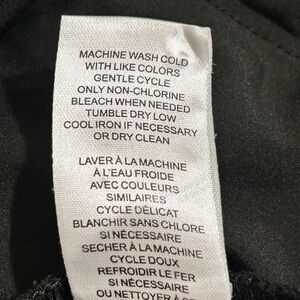 MACHINE WASH COLD
WITH LIKE COLORS
GENTLE CYCLE
ONLY NON-CHLORINE
BLEACH WHEN NEEDED
TUMBLE DRY LOW
COOL IRON IF NECESSARY
OR DRY CLEAN
LAVER À LA MACHINE
À L'EAU FROIDE
AVEC COULEURS
SIMILAIRES
CYCLE DÉLICAT
BLANCHIR SANS CHLORE
SI NÉCESSAIRE
SECHER À LA MACHINE
CYCLE DOUX
REFROIDIR LE FER
SI NÉCESSAIRE
OU NETTOYER À